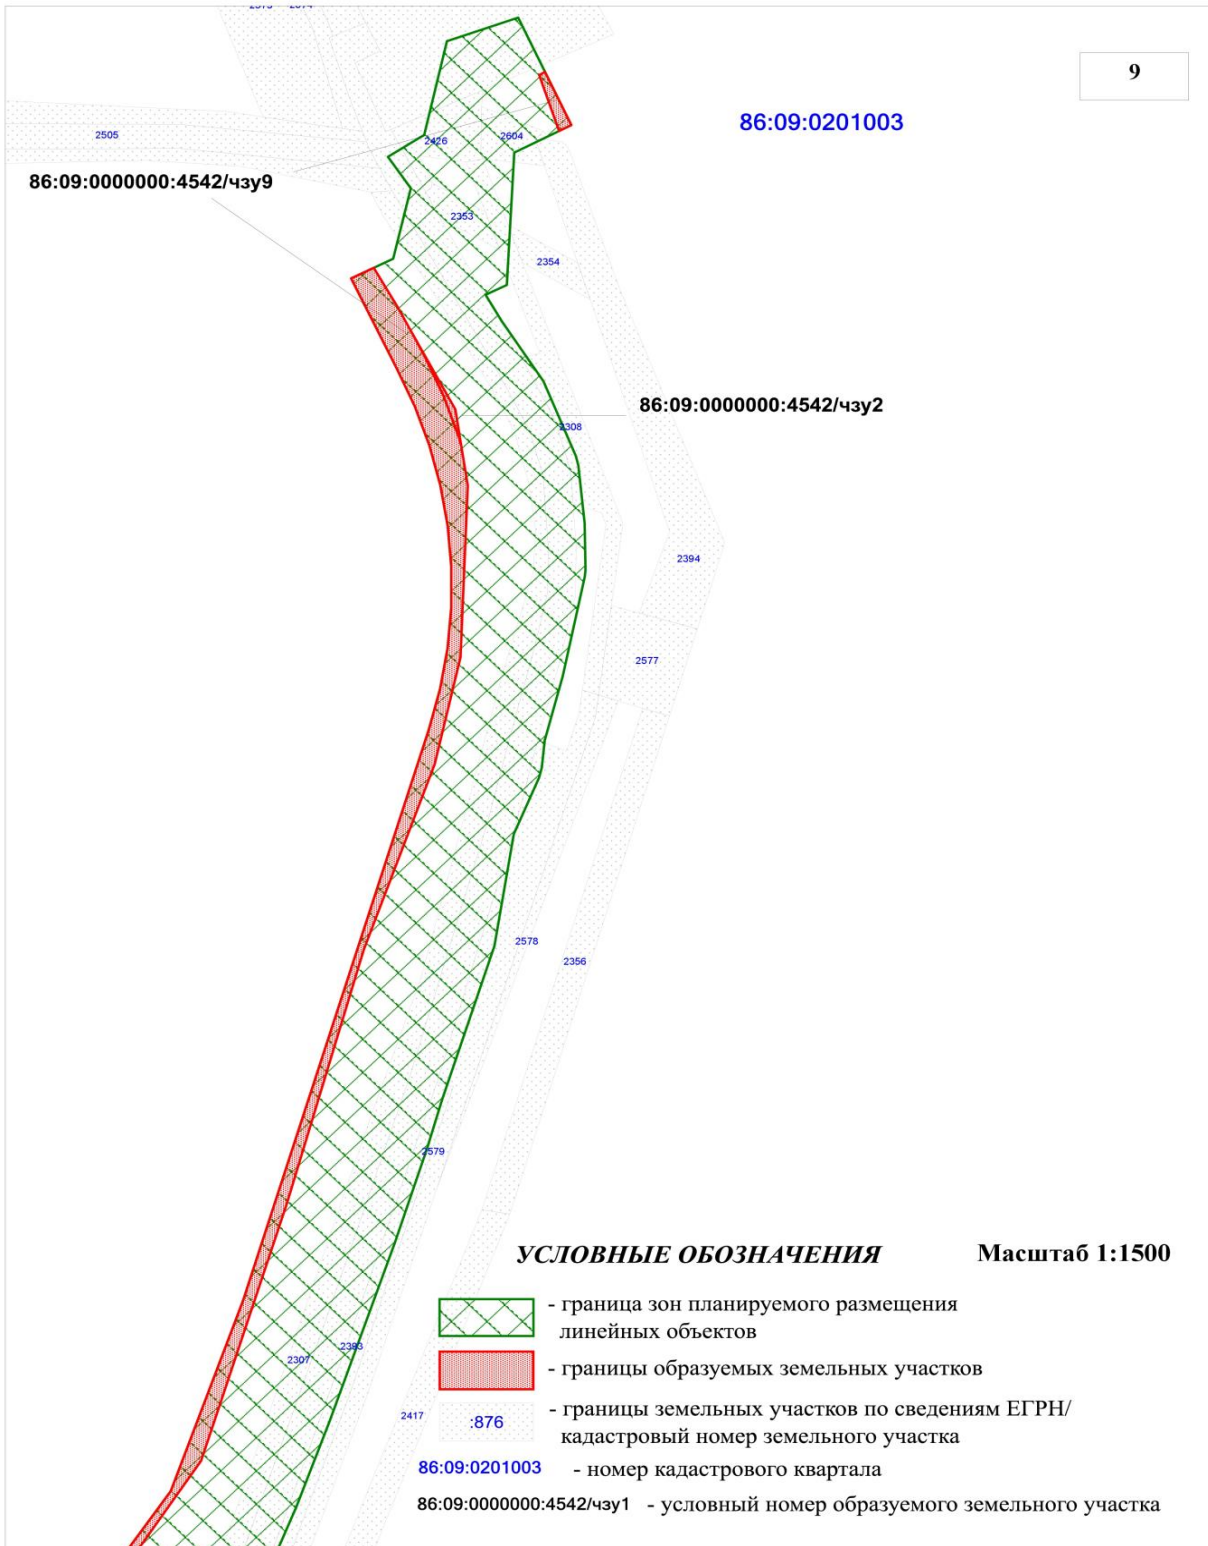 9
86:09:0201003
2505
2426
2604
86:09:0000000:4542/чзу9
2353
2354
86:09:0000000:4542/чзу2
2308
2394
2577
2578
2356
2579
УСЛОВНЫЕ ОБОЗНАЧЕНИЯ
Масштаб 1:1500
- граница зон планируемого размещения
линейных объектов
2307
2383
- границы образуемых земельных участков
2417
:876
- границы земельных участков по сведениям ЕГРН/
кадастровый номер земельного участка
86:09:0201003 - номер кадастрового квартала
86:09:0000000:4542/чзу1 - условный номер образуемого земельного участка